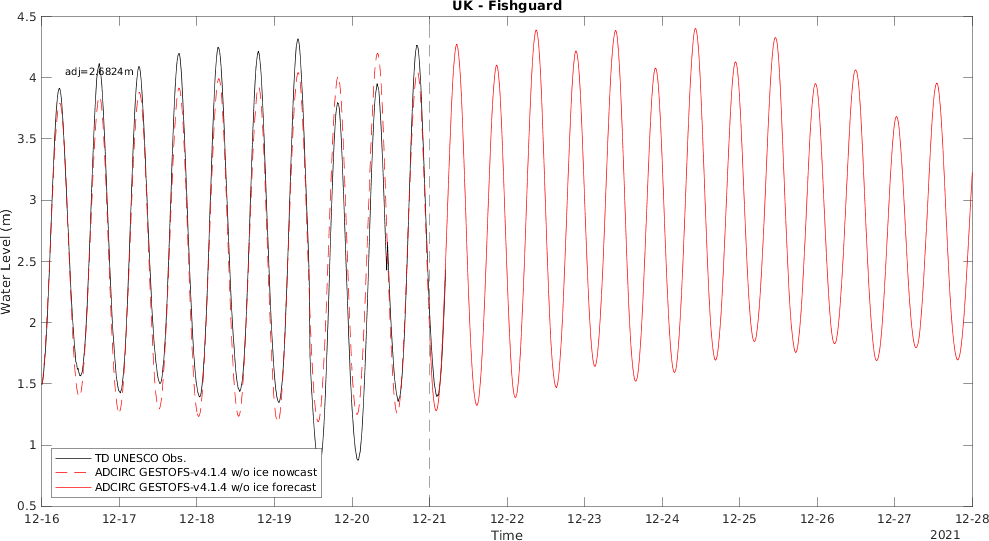 UK - Fishguard
4.5
4
3.5
3
2.5
2
1.5
1
0.5
Water Level (m)
adj=2.6824m
TD UNESCO Obs.
ADCIRC GESTOFS-v4.1.4 w/o ice nowcast
ADCIRC GESTOFS-v4.1.4 w/o ice forecast
12-16 12-17 12-18 12-19 12-20 12-21 12-22 12-23 12-24 12-25 12-26 12-27 12-28
Time
2021